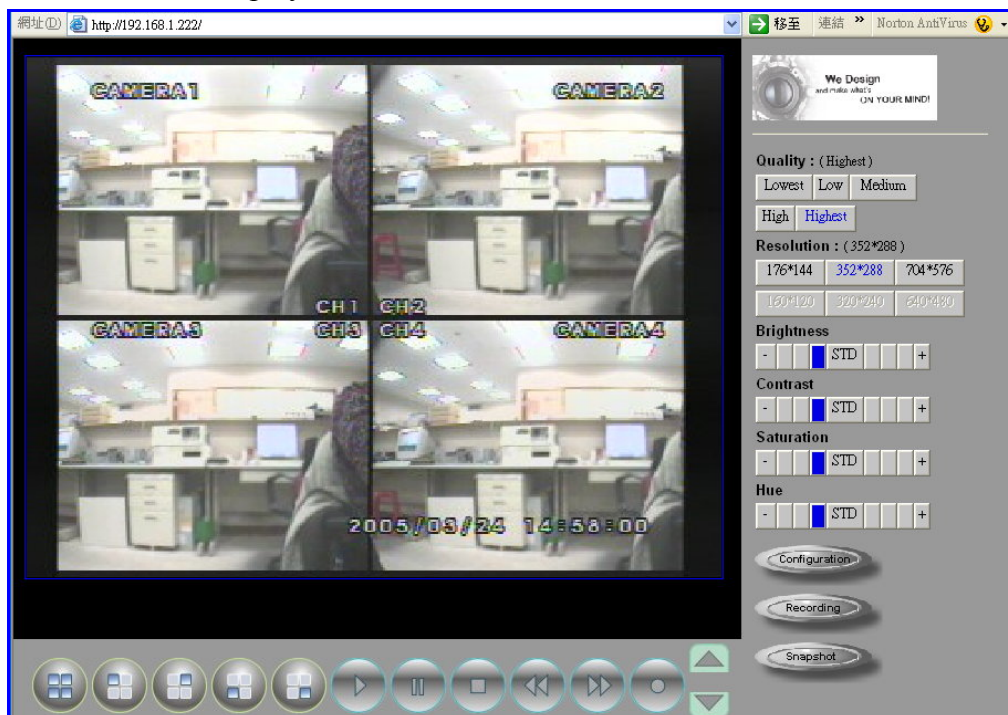 網址(D) http://192.168.1.222/ 移至 連結 » Norton AntiVirus
We Design
and make what's
ON YOUR MIND!
CAMERA1 CAMERA2
CH1 CH2
CAMERA3 CH3 CH4 CAMERA4
2005/03/24 14:58:00
Quality : (Highest)
Lowest Low Medium
High Highest
Resolution : (352*288)
176*144 352*288 704*576
160*120 320*240 640*480
Brightness
- STD +
Contrast
- STD +
Saturation
- STD +
Hue
- STD +
Configuration
Recording
Snapshot